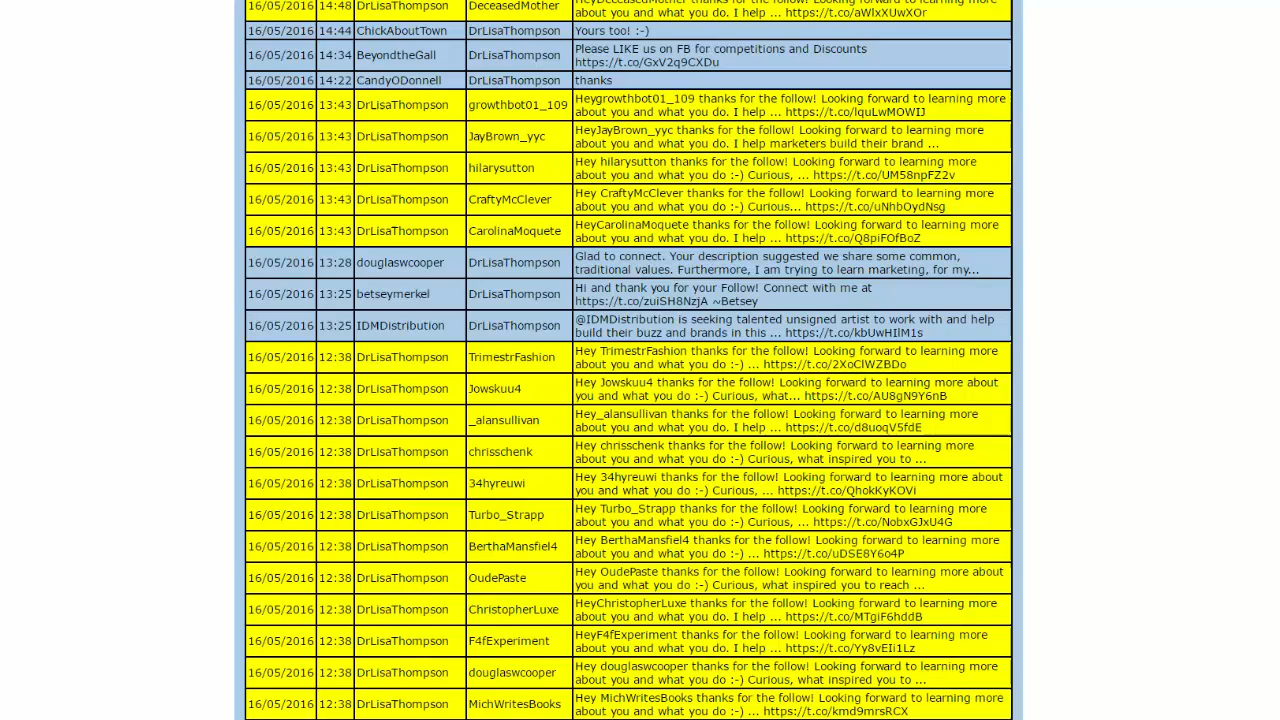 16/05/2016 14:48 DrLisaThompson DeceasedMother HeyDeceasedMother thanks for the follow! Looking forward to learning more
about you and what you do. I help ... https://t.co/aWlxXUwXOr
16/05/2016 14:44 ChickAboutTown DrLisaThompson Yours too! :-)
16/05/2016 14:34 BeyondtheGall DrLisaThompson Please LIKE us on FB for competitions and Discounts
https://t.co/GxV2q9CXDu
16/05/2016 14:22 CandyODonnell DrLisaThompson thanks
16/05/2016 13:43 DrLisaThompson growthbot01_109 Heygrowthbot01_109 thanks for the follow! Looking forward to learning more
about you and what you do. I help ... https://t.co/lquLwMOWIJ
16/05/2016 13:43 DrLisaThompson JayBrown_yyc HeyJayBrown_yyc thanks for the follow! Looking forward to learning more
about you and what you do. I help marketers build their brand ...
16/05/2016 13:43 DrLisaThompson hilarysutton Hey hilarysutton thanks for the follow! Looking forward to learning more
about you and what you do :-) Curious, ... https://t.co/UM58npFZ2v
16/05/2016 13:43 DrLisaThompson CraftyMcClever Hey CraftyMcClever thanks for the follow! Looking forward to learning more
about you and what you do :-) Curious... https://t.co/uNhbOydNsg
16/05/2016 13:43 DrLisaThompson CarolinaMoquete HeyCarolinaMoquete thanks for the follow! Looking forward to learning more
about you and what you do. I help ... https://t.co/Q8piFOfBoZ
16/05/2016 13:28 douglaswcooper DrLisaThompson Glad to connect. Your description suggested we share some common,
traditional values. Furthermore, I am trying to learn marketing, for my...
16/05/2016 13:25 betseymerkel DrLisaThompson Hi and thank you for your Follow! Connect with me at
https://t.co/zuiSH8NzjA ~Betsey
16/05/2016 13:25 IDMDistribution DrLisaThompson @IDMDistribution is seeking talented unsigned artist to work with and help
build their buzz and brands in this ... https://t.co/kbUwHIlM1s
16/05/2016 12:38 DrLisaThompson TrimestrFashion Hey TrimestrFashion thanks for the follow! Looking forward to learning more
about you and what you do :-) ... https://t.co/2XoClWZBDo
16/05/2016 12:38 DrLisaThompson Jowskuu4 Hey Jowskuu4 thanks for the follow! Looking forward to learning more about
you and what you do :-) Curious, what... https://t.co/AU8gN9Y6nB
16/05/2016 12:38 DrLisaThompson _alansullivan Hey_alansullivan thanks for the follow! Looking forward to learning more
about you and what you do. I help ... https://t.co/d8uoqV5fdE
16/05/2016 12:38 DrLisaThompson chrisschenk Hey chrisschenk thanks for the follow! Looking forward to learning more
about you and what you do :-) Curious, what inspired you to ...
16/05/2016 12:38 DrLisaThompson 34hyreuwi Hey 34hyreuwi thanks for the follow! Looking forward to learning more about
you and what you do :-) Curious, ... https://t.co/QhokKyKOVi
16/05/2016 12:38 DrLisaThompson Turbo_Strapp Hey Turbo_Strapp thanks for the follow! Looking forward to learning more
about you and what you do :-) Curious, ... https://t.co/NobxGJxU4G
16/05/2016 12:38 DrLisaThompson BerthaMansfiel4 Hey BerthaMansfiel4 thanks for the follow! Looking forward to learning more
about you and what you do :-) ... https://t.co/uDSE8Y6o4P
16/05/2016 12:38 DrLisaThompson OudePaste Hey OudePaste thanks for the follow! Looking forward to learning more about
you and what you do :-) Curious, what inspired you to reach ...
16/05/2016 12:38 DrLisaThompson ChristopherLuxe HeyChristopherLuxe thanks for the follow! Looking forward to learning more
about you and what you do. I help ... https://t.co/MTgiF6hddB
16/05/2016 12:38 DrLisaThompson F4fExperiment HeyF4fExperiment thanks for the follow! Looking forward to learning more
about you and what you do. I help ... https://t.co/Yy8vEIi1Lz
16/05/2016 12:38 DrLisaThompson douglaswcooper Hey douglaswcooper thanks for the follow! Looking forward to learning more
about you and what you do :-) Curious, what inspired you to ...
16/05/2016 12:38 DrLisaThompson MichWritesBooks Hey MichWritesBooks thanks for the follow! Looking forward to learning more
about you and what you do :-) ... https://t.co/kmd9mrsRCX